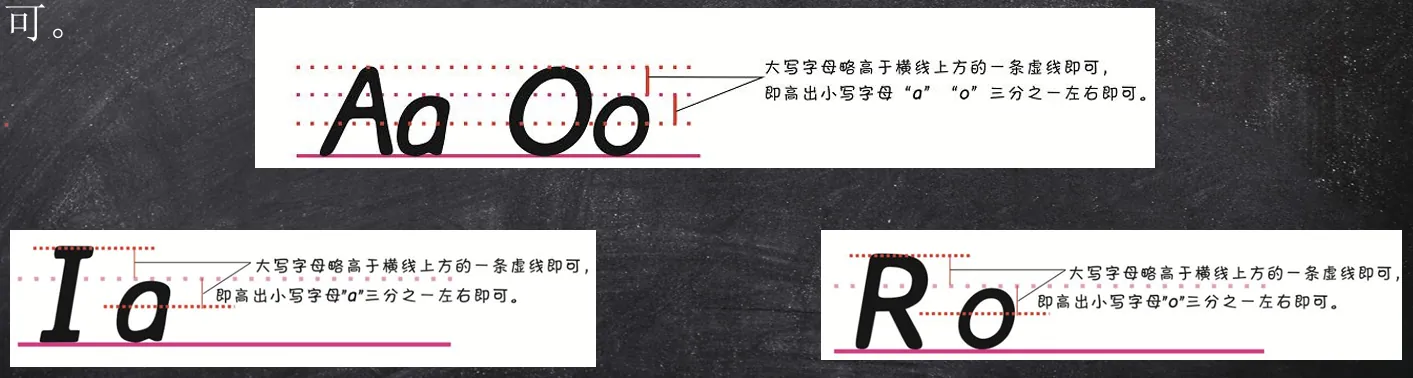 可。
Aa Oo
大写字母略高于横线上方的一条虚线即可，
即高出小写字母“a”“o”三分之一左右即可。
Ia
大写字母略高于横线上方的一条虚线即可，
即高出小写字母"a"三分之一左右即可。
Ro
大写字母略高于横线上方的一条虚线即可，
即高出小写字母"o"三分之一左右即可。